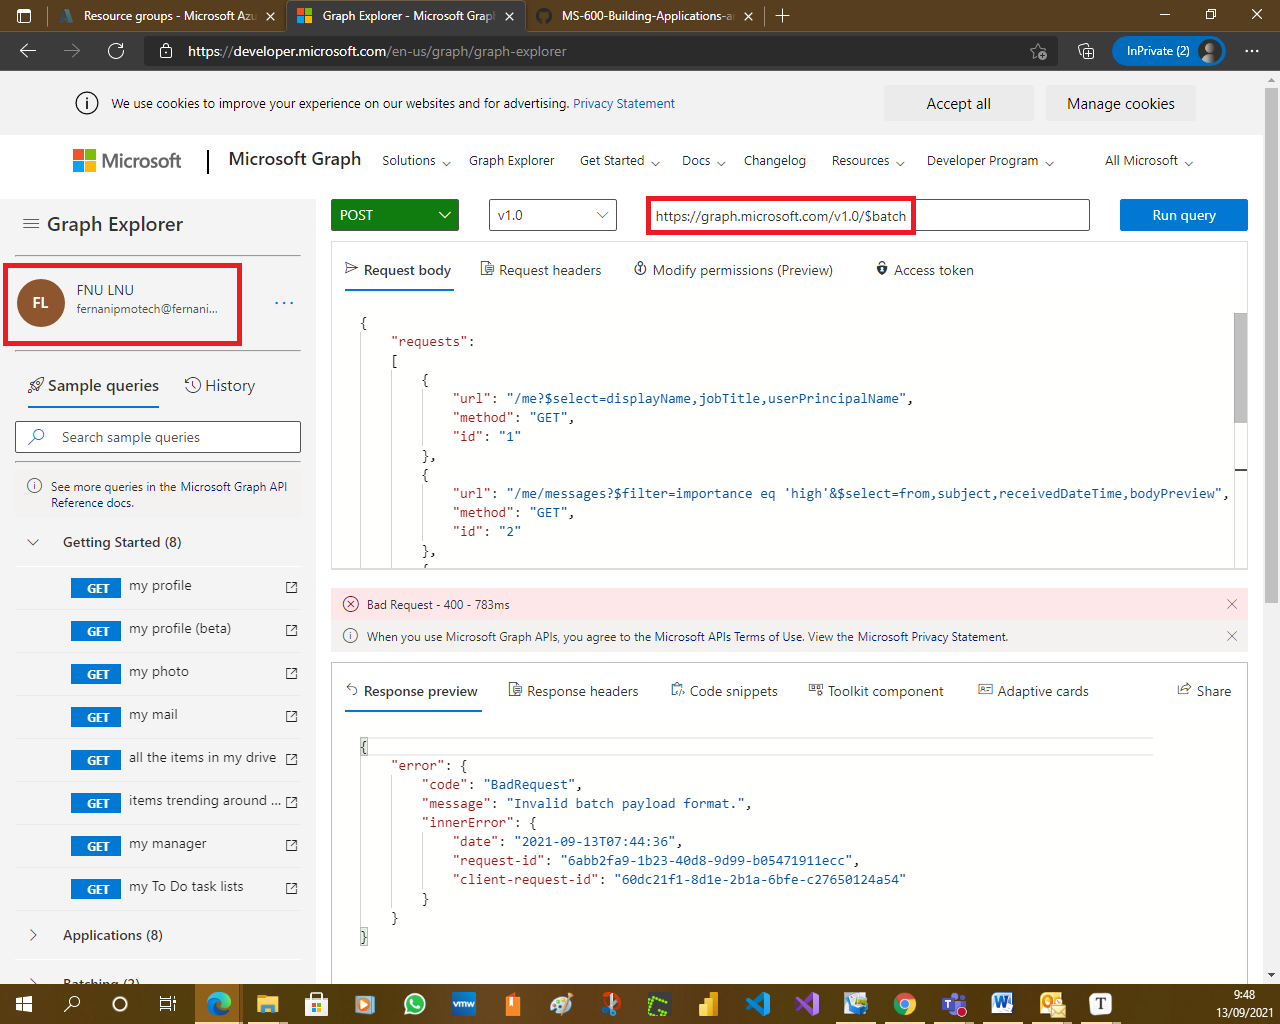 Resource groups - Microsoft Azu
Graph Explorer - Microsoft Graph
MS-600-Building-Applications-an
https://developer.microsoft.com/en-us/graph/graph-explorer
InPrivate (2)
We use cookies to improve your experience on our websites and for advertising. Privacy Statement
Accept all
Manage cookies
Microsoft
Microsoft Graph
Solutions
Graph Explorer
Get Started
Docs
Changelog
Resources
Developer Program
All Microsoft
Graph Explorer
POST
v1.0
https://graph.microsoft.com/v1.0/$batch
Run query
FL
FNU LNU
fernanipmotech@fernani...
...
Request body
Request headers
Modify permissions (Preview)
Access token
{
"requests":
[
{
"url": "/me?$select=displayName,jobTitle,userPrincipalName",
"method": "GET",
"id": "1"
},
{
"url": "/me/messages?$filter=importance eq 'high'&$select=from,subject,receivedDateTime,bodyPreview",
"method": "GET",
"id": "2"
},
{
Sample queries
History
Search sample queries
See more queries in the Microsoft Graph API
Reference docs.
Getting Started (8)
GET my profile
GET my profile (beta)
GET my photo
GET my mail
GET all the items in my drive
GET items trending around ...
GET my manager
GET my To Do task lists
Applications (8)
Batching (2)
Bad Request - 400 - 783ms
When you use Microsoft Graph APIs, you agree to the Microsoft APIs Terms of Use. View the Microsoft Privacy Statement.
Response preview
Response headers
Code snippets
Toolkit component
Adaptive cards
Share
{
"error": {
"code": "BadRequest",
"message": "Invalid batch payload format.",
"innerError": {
"date": "2021-09-13T07:44:36",
"request-id": "6abb2fa9-1b23-40d8-9d99-b05471911ecc",
"client-request-id": "60dc21f1-8d1e-2b1a-6bfe-c27650124a54"
}
}
}
vmw
9:48
13/09/2021